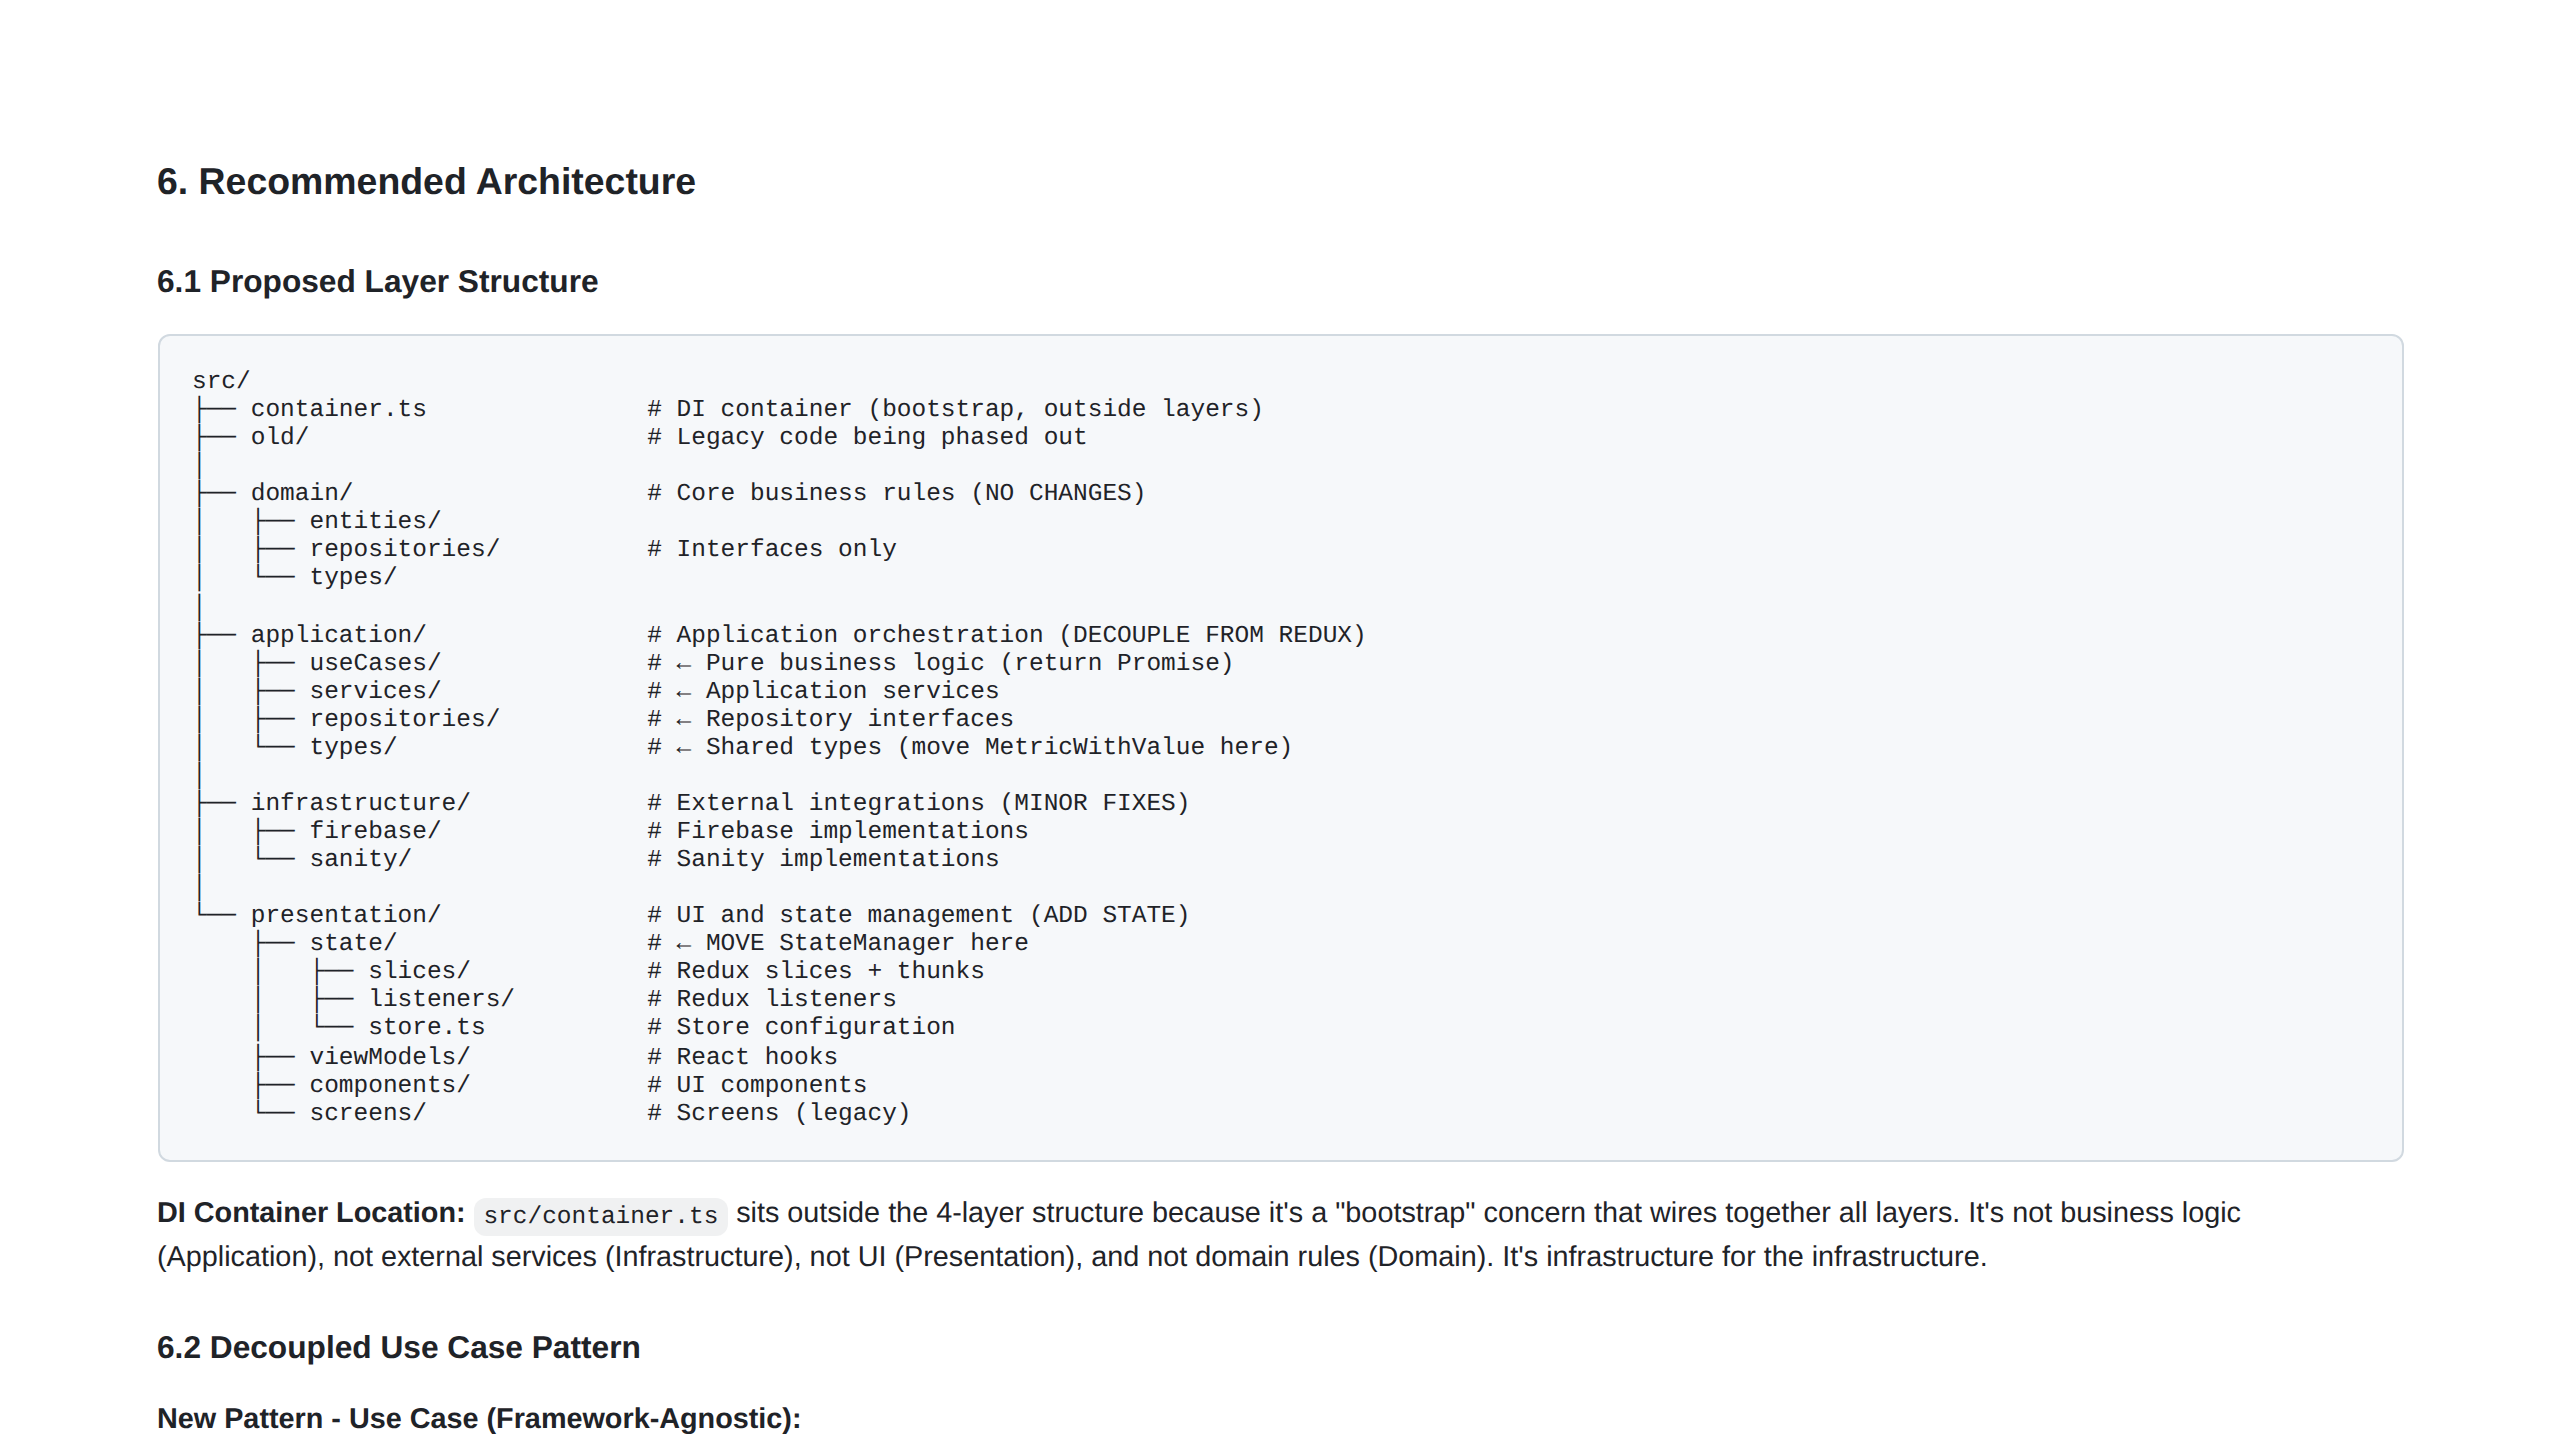 6. Recommended Architecture
6.1 Proposed Layer Structure
src/
├── container.ts               # DI container (bootstrap, outside layers)
├── old/                       # Legacy code being phased out
│
├── domain/                    # Core business rules (NO CHANGES)
│   ├── entities/
│   ├── repositories/          # Interfaces only
│   └── types/
│
├── application/               # Application orchestration (DECOUPLE FROM REDUX)
│   ├── useCases/              # ← Pure business logic (return Promise)
│   ├── services/              # ← Application services
│   ├── repositories/          # ← Repository interfaces
│   └── types/                 # ← Shared types (move MetricWithValue here)
│
├── infrastructure/            # External integrations (MINOR FIXES)
│   ├── firebase/              # Firebase implementations
│   └── sanity/                # Sanity implementations
│
└── presentation/              # UI and state management (ADD STATE)
    ├── state/                 # ← MOVE StateManager here
    │   ├── slices/            # Redux slices + thunks
    │   ├── listeners/         # Redux listeners
    │   └── store.ts           # Store configuration
    ├── viewModels/            # React hooks
    ├── components/            # UI components
    └── screens/               # Screens (legacy)
DI Container Location: src/container.ts sits outside the 4-layer structure because it's a "bootstrap" concern that wires together all layers. It's not business logic
(Application), not external services (Infrastructure), not UI (Presentation), and not domain rules (Domain). It's infrastructure for the infrastructure.
6.2 Decoupled Use Case Pattern
New Pattern - Use Case (Framework-Agnostic):